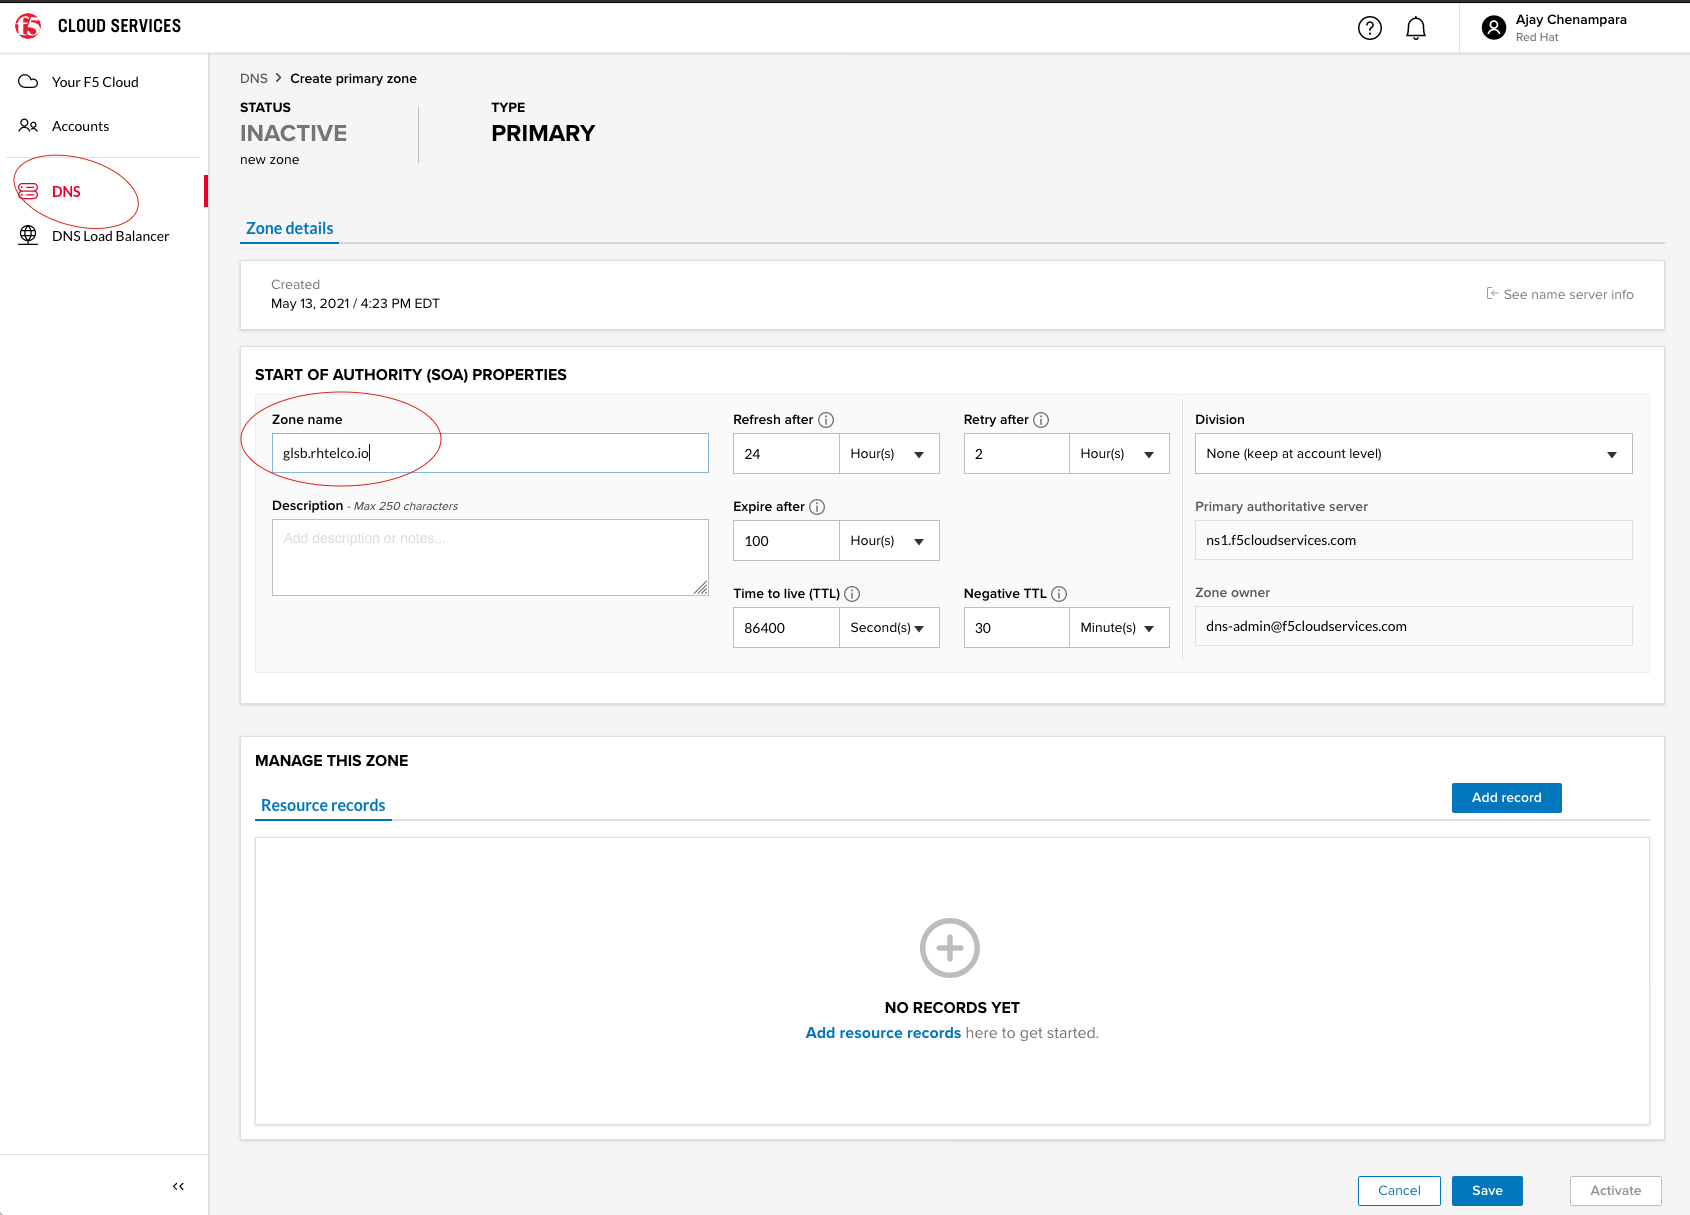 f5 CLOUD SERVICES
Ajay Chenampara
Red Hat
Your F5 Cloud
Accounts
DNS
DNS Load Balancer
DNS > Create primary zone
STATUS
INACTIVE
new zone
TYPE
PRIMARY
Zone details
Created
May 13, 2021 / 4:23 PM EDT
See name server info
START OF AUTHORITY (SOA) PROPERTIES
Zone name
glsb.rhtelco.io
Description - Max 250 characters
Add description or notes...
Refresh after
24 Hour(s)
Retry after
2 Hour(s)
Expire after
100 Hour(s)
Time to live (TTL)
86400 Second(s)
Negative TTL
30 Minute(s)
Division
None (keep at account level)
Primary authoritative server
ns1.f5cloudservices.com
Zone owner
dns-admin@f5cloudservices.com
MANAGE THIS ZONE
Resource records
Add record
NO RECORDS YET
Add resource records here to get started.
Cancel
Save
Activate